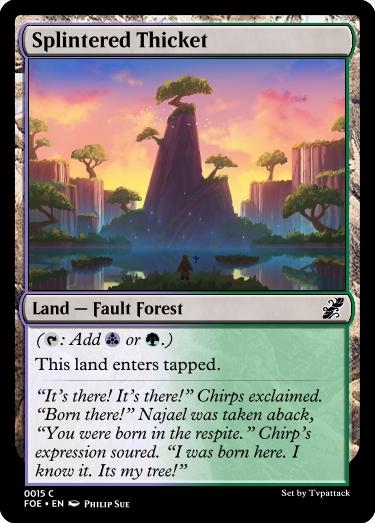 Splintered Thicket
Land — Fault Forest
(: Add or .)
This land enters tapped.
“It’s there! It’s there!” Chirps exclaimed.
“Born there!” Najael was taken aback,
“You were born in the respite.” Chirp’s
expression soured. “I was born here. I
know it. Its my tree!”
0015 C
FOE • EN Philip Sue
Set by Tvpattack